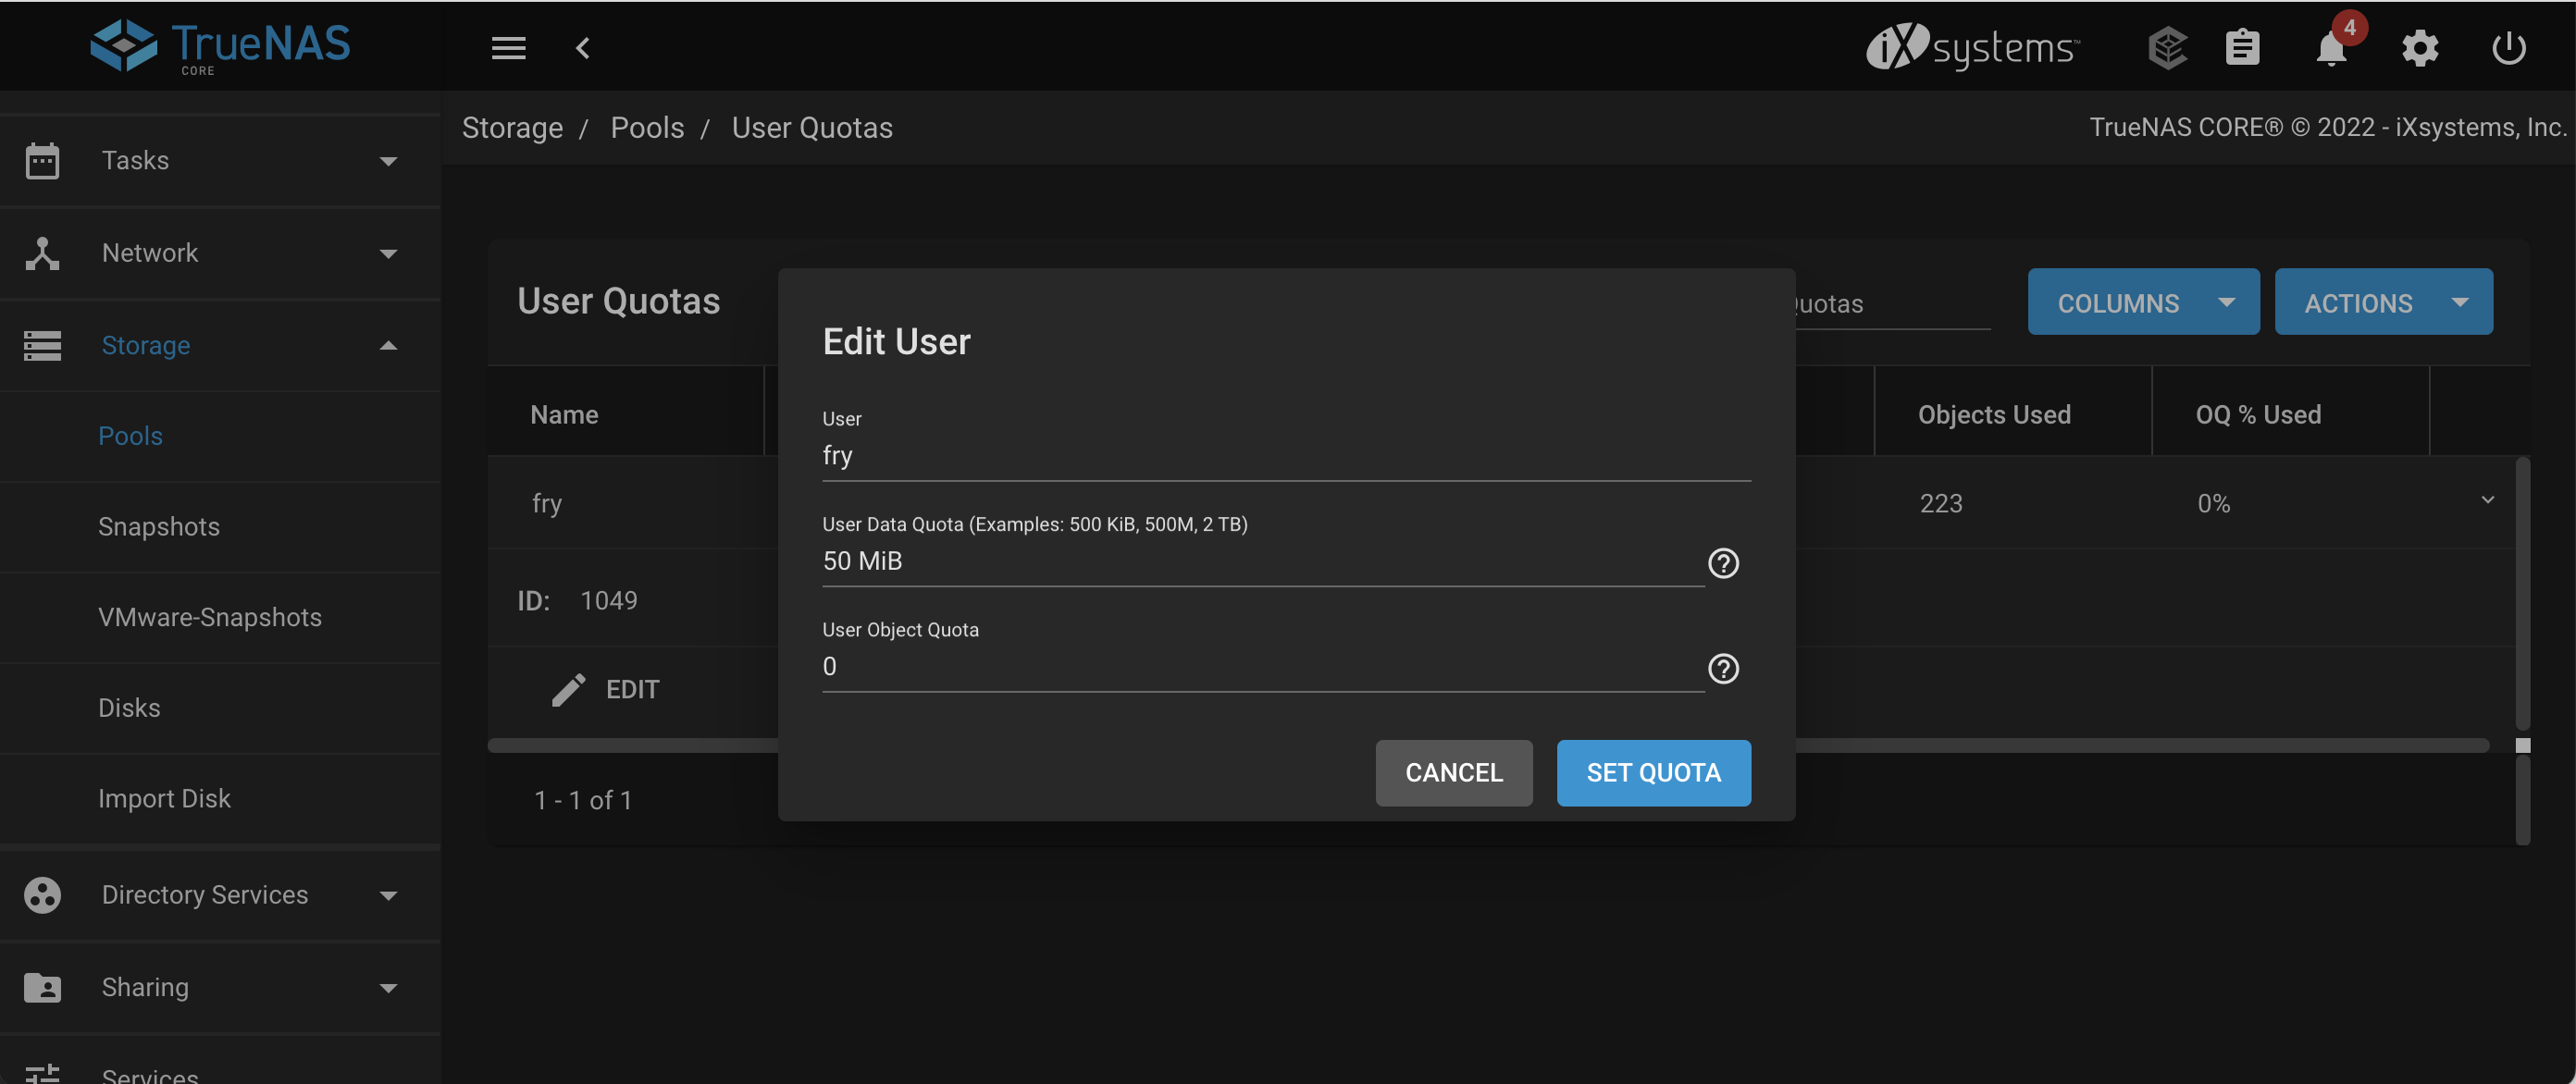 TrueNAS
CORE
iXsystems™
4
Storage / Pools / User Quotas
TrueNAS CORE® © 2022 - iXsystems, Inc.
Tasks
Network
Storage
Pools
Snapshots
VMware-Snapshots
Disks
Import Disk
Directory Services
Sharing
Services
User Quotas
Quotas
COLUMNS
ACTIONS
Name
Objects Used
OQ % Used
fry
223
0%
ID: 1049
EDIT
1 - 1 of 1
Edit User
User
fry
User Data Quota (Examples: 500 KiB, 500M, 2 TB)
50 MiB
User Object Quota
0
CANCEL
SET QUOTA